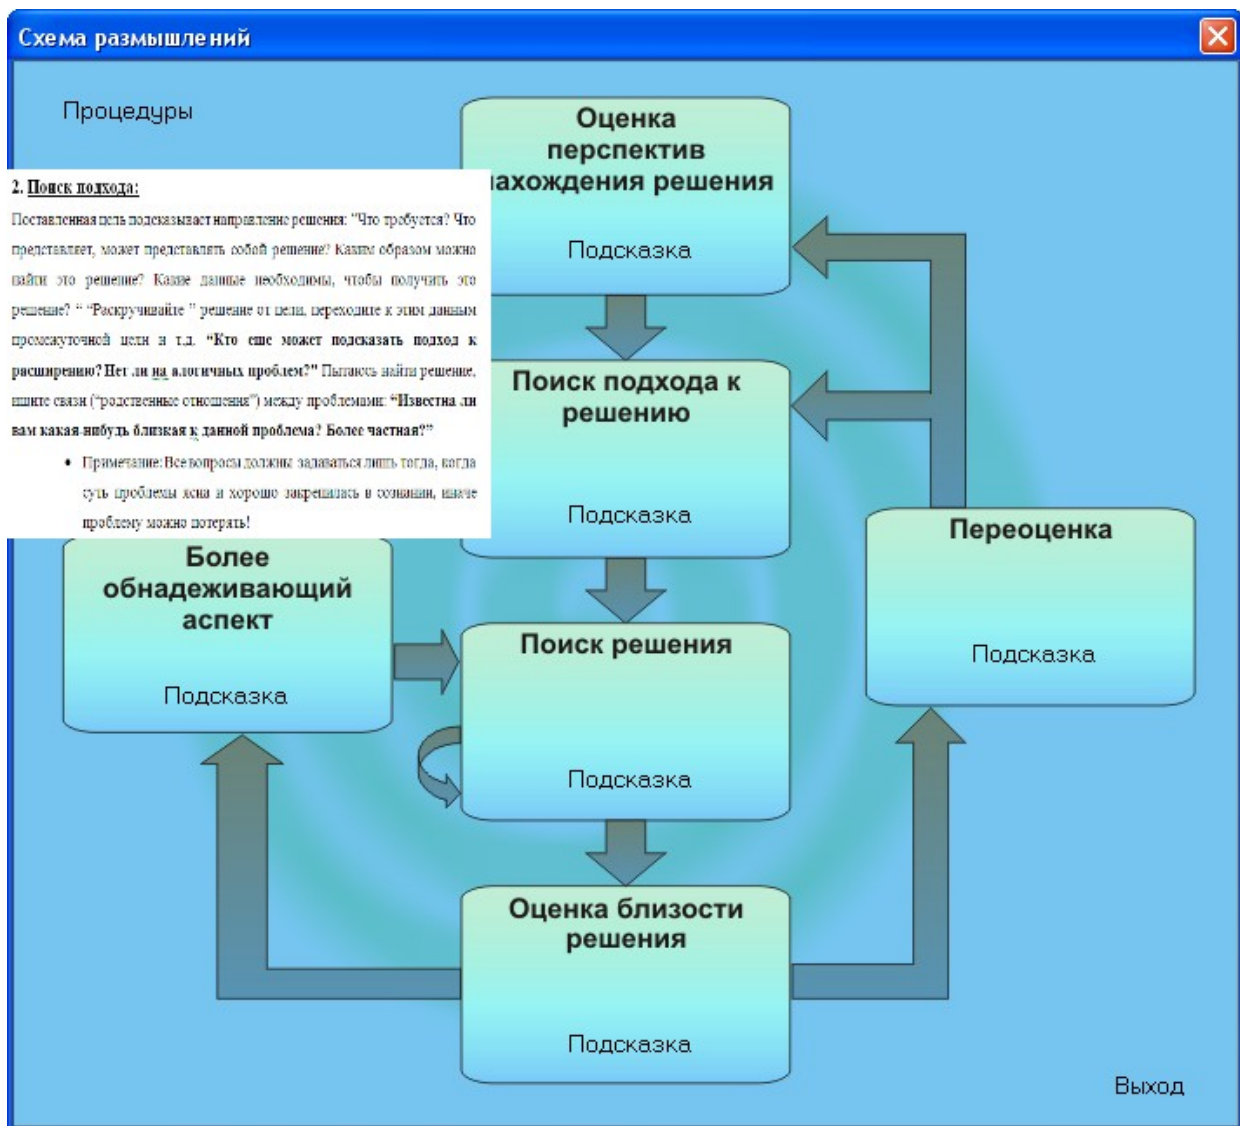 Схема размышлений
Процедуры
Оценка
перспектив
нахождения решения
Подсказка
2. Поиск подхода:
Поставленная цель подсказывает направление решения: “Что требуется? Что
представляет, может представлять собой решение? Каким образом можно
найти это решение? Какие данные необходимы, чтобы получить это
решение? “ “Раскручивайте ” решение от цели, переходите к этим данным
промежуточной цели и т.д. “Кто еще может подсказать подход к
расширению? Нет ли на алогичных проблем?” Пытаюсь найти решение,
ищите связи (“родственные отношения”) между проблемами: “Известна ли
вам какая-нибудь близкая к данной проблема? Более частная?”
• Примечание: Все вопросы должны задаваться лишь тогда, когда
суть проблемы ясна и хорошо закрепилась в сознании, иначе
проблему можно потерять!
Поиск подхода к
решению
Подсказка
Переоценка
Подсказка
Более
обнадеживающий
аспект
Подсказка
Поиск решения
Подсказка
Оценка близости
решения
Подсказка
Выход